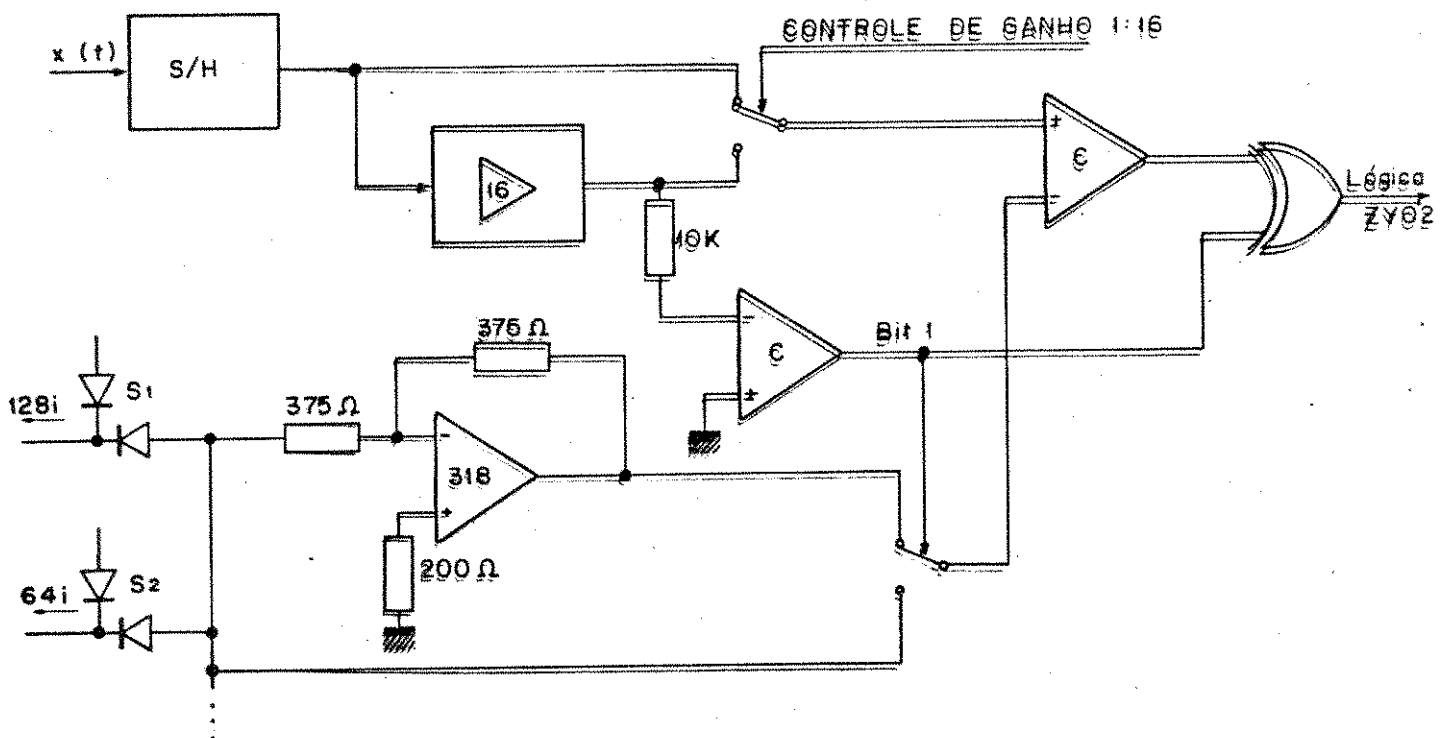 CONTROLE DE GANHO 1:16
x (t)
S/H
16
10K
C
Lógica
ZY02
C
Bit 1
375 Ω
S1
128i
375 Ω
318
200 Ω
S2
64i